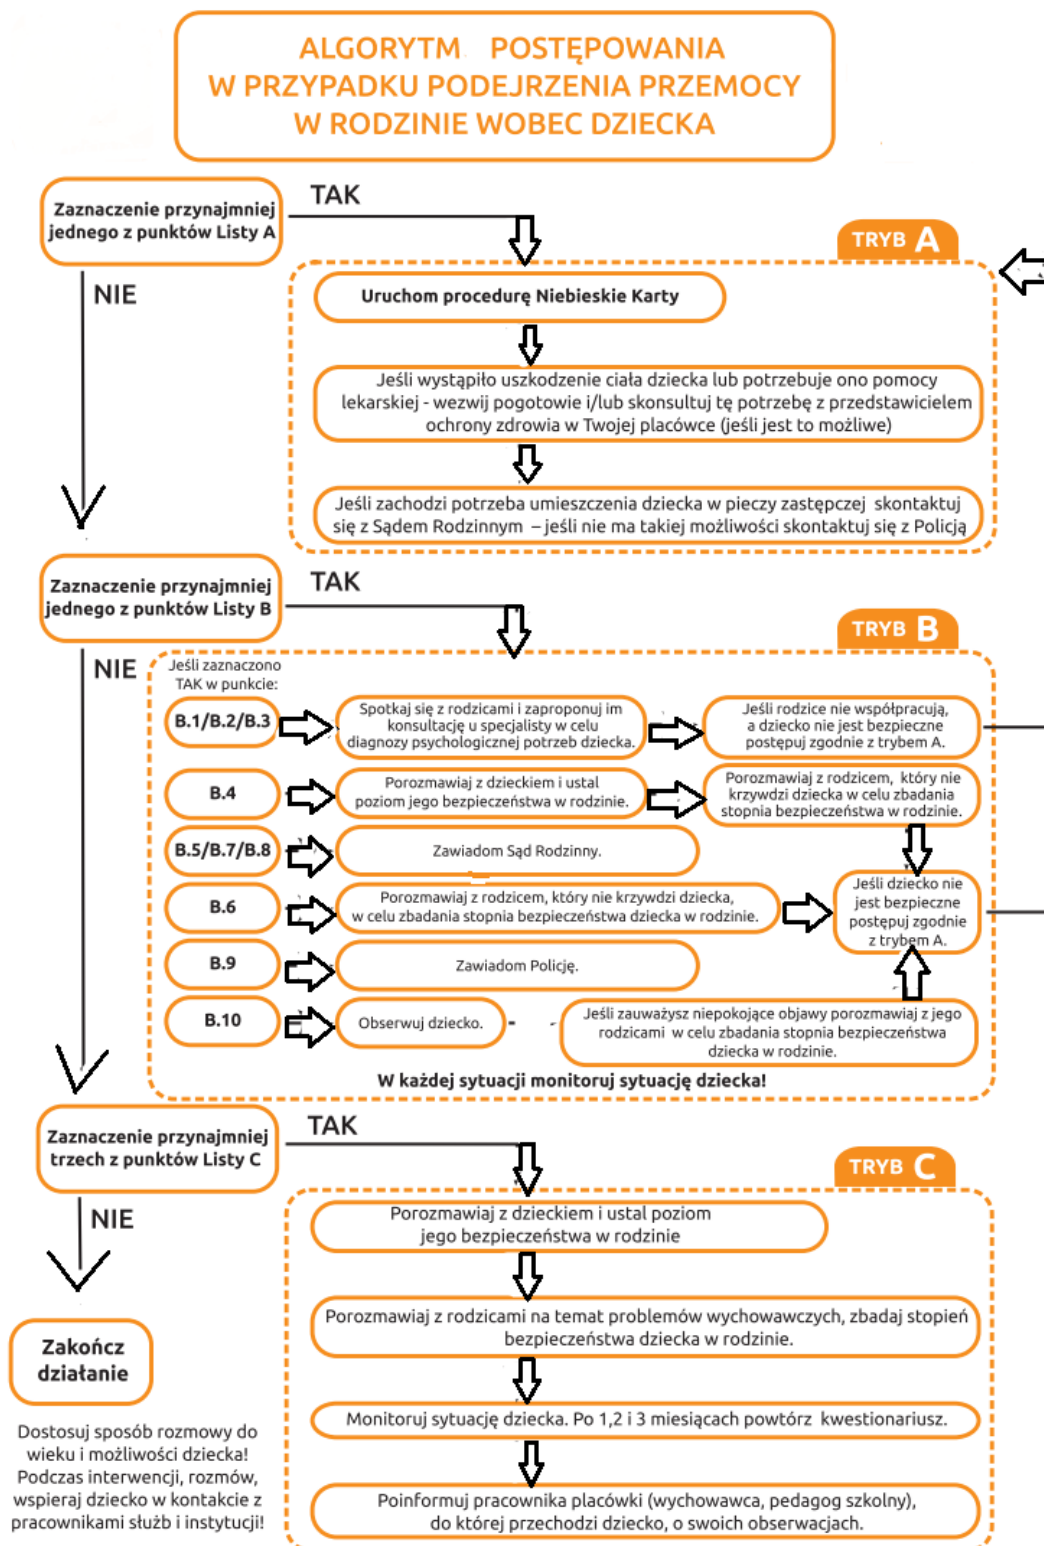 ALGORYTM POSTĘPOWANIA
W PRZYPADKU PODEJRZENIA PRZEMOCY
W RODZINIE WOBEC DZIECKA
Zaznaczenie przynajmniej
jednego z punktów Listy A
TAK
NIE
TRYB A
Uruchom procedurę Niebieskie Karty
Jeśli wystąpiło uszkodzenie ciała dziecka lub potrzebuje ono pomocy
lekarskiej - wezwij pogotowie i/lub skonsultuj tę potrzebę z przedstawicielem
ochrony zdrowia w Twojej placówce (jeśli jest to możliwe)
Jeśli zachodzi potrzeba umieszczenia dziecka w pieczy zastępczej skontaktuj
się z Sądem Rodzinnym – jeśli nie ma takiej możliwości skontaktuj się z Policją
Zaznaczenie przynajmniej
jednego z punktów Listy B
TAK
NIE
TRYB B
Jeśli zaznaczono
TAK w punkcie:
B.1/B.2/B.3
Spotkaj się z rodzicami i zaproponuj im
konsultację u specjalisty w celu
diagnozy psychologicznej potrzeb dziecka.
Jeśli rodzice nie współpracują,
a dziecko nie jest bezpieczne
postępuj zgodnie z trybem A.
B.4
Porozmawiaj z dzieckiem i ustal
poziom jego bezpieczeństwa w rodzinie.
Porozmawiaj z rodzicem, który nie
krzywdzi dziecka w celu zbadania
stopnia bezpieczeństwa w rodzinie.
B.5/B.7/B.8
Zawiadom Sąd Rodzinny.
B.6
Porozmawiaj z rodzicem, który nie krzywdzi dziecka,
w celu zbadania stopnia bezpieczeństwa dziecka w rodzinie.
Jeśli dziecko nie
jest bezpieczne
postępuj zgodnie
z trybem A.
B.9
Zawiadom Policję.
B.10
Obserwuj dziecko.
Jeśli zauważysz niepokojące objawy porozmawiaj z jego
rodzicami w celu zbadania stopnia bezpieczeństwa
dziecka w rodzinie.
W każdej sytuacji monitoruj sytuację dziecka!
Zaznaczenie przynajmniej
trzech z punktów Listy C
TAK
NIE
TRYB C
Porozmawiaj z dzieckiem i ustal poziom
jego bezpieczeństwa w rodzinie
Porozmawiaj z rodzicami na temat problemów wychowawczych, zbadaj stopień
bezpieczeństwa dziecka w rodzinie.
Monitoruj sytuację dziecka. Po 1,2 i 3 miesiącach powtórz kwestionariusz.
Poinformuj pracownika placówki (wychowawca, pedagog szkolny),
do której przechodzi dziecko, o swoich obserwacjach.
Zakończ
działanie
Dostosuj sposób rozmowy do
wieku i możliwości dziecka!
Podczas interwencji, rozmów,
wspieraj dziecko w kontakcie z
pracownikami służb i instytucji!